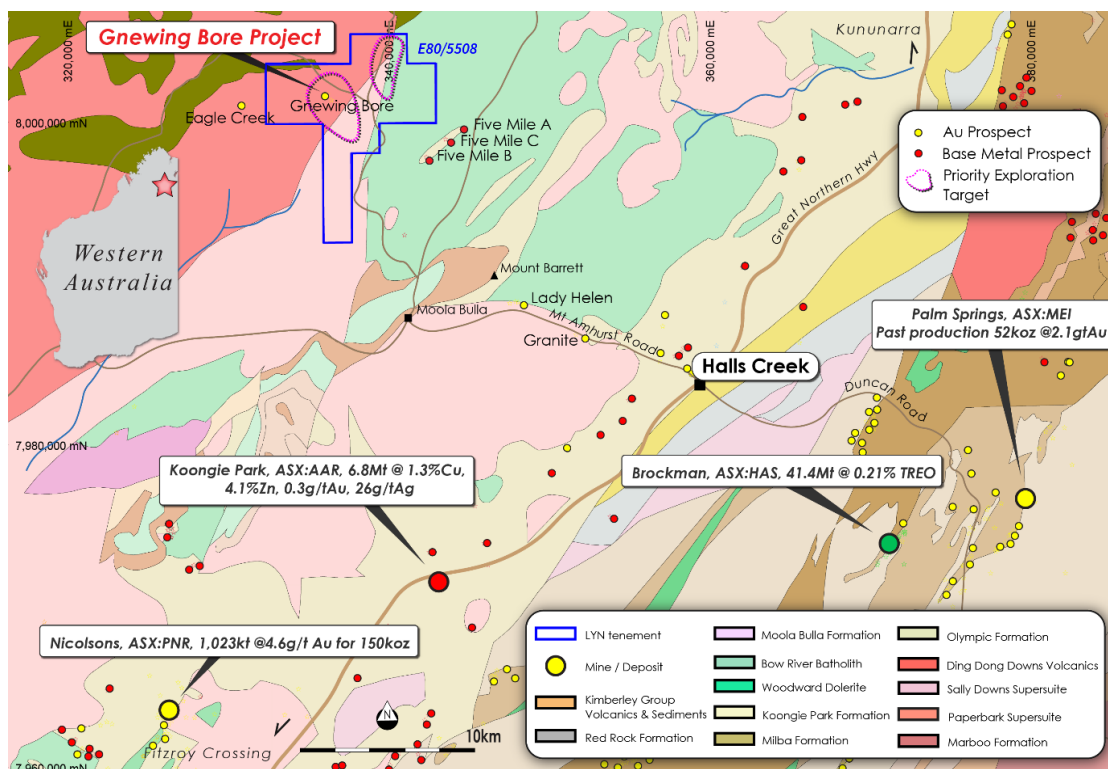 320,000 mE
340,000 mE
360,000 mE
380,000 mE
Gnewing Bore Project
E80/5508
Kununarra
8,000,000 mN
Eagle Creek
Gnewing Bore
Five Mile A
Five Mile C
Five Mile B
Great Northern Hwy
Au Prospect
Base Metal Prospect
Priority Exploration
Target
Western
Australia
Mount Barrett
Moola Bulla
Lady Helen
Granite
Mt Amhurst Road
Halls Creek
Duncan Road
Palm Springs, ASX:MEI
Past production 52koz @2.1gtAu
7,980,000 mN
Koongie Park, ASX:AAR, 6.8Mt @ 1.3%Cu,
4.1%Zn, 0.3g/tAu, 26g/tAg
Brockman, ASX:HAS, 41.4Mt @ 0.21% TREO
Nicolsons, ASX:PNR, 1,023kt @4.6g/t Au for 150koz
Fitzroy Crossing
7,960,000 mN
N
10km
LYN tenement
Mine / Deposit
Kimberley Group
Volcanics & Sediments
Red Rock Formation
Moola Bulla Formation
Bow River Batholith
Woodward Dolerite
Koongie Park Formation
Milba Formation
Olympic Formation
Ding Dong Downs Volcanics
Sally Downs Supersuite
Paperbark Supersuite
Marboo Formation